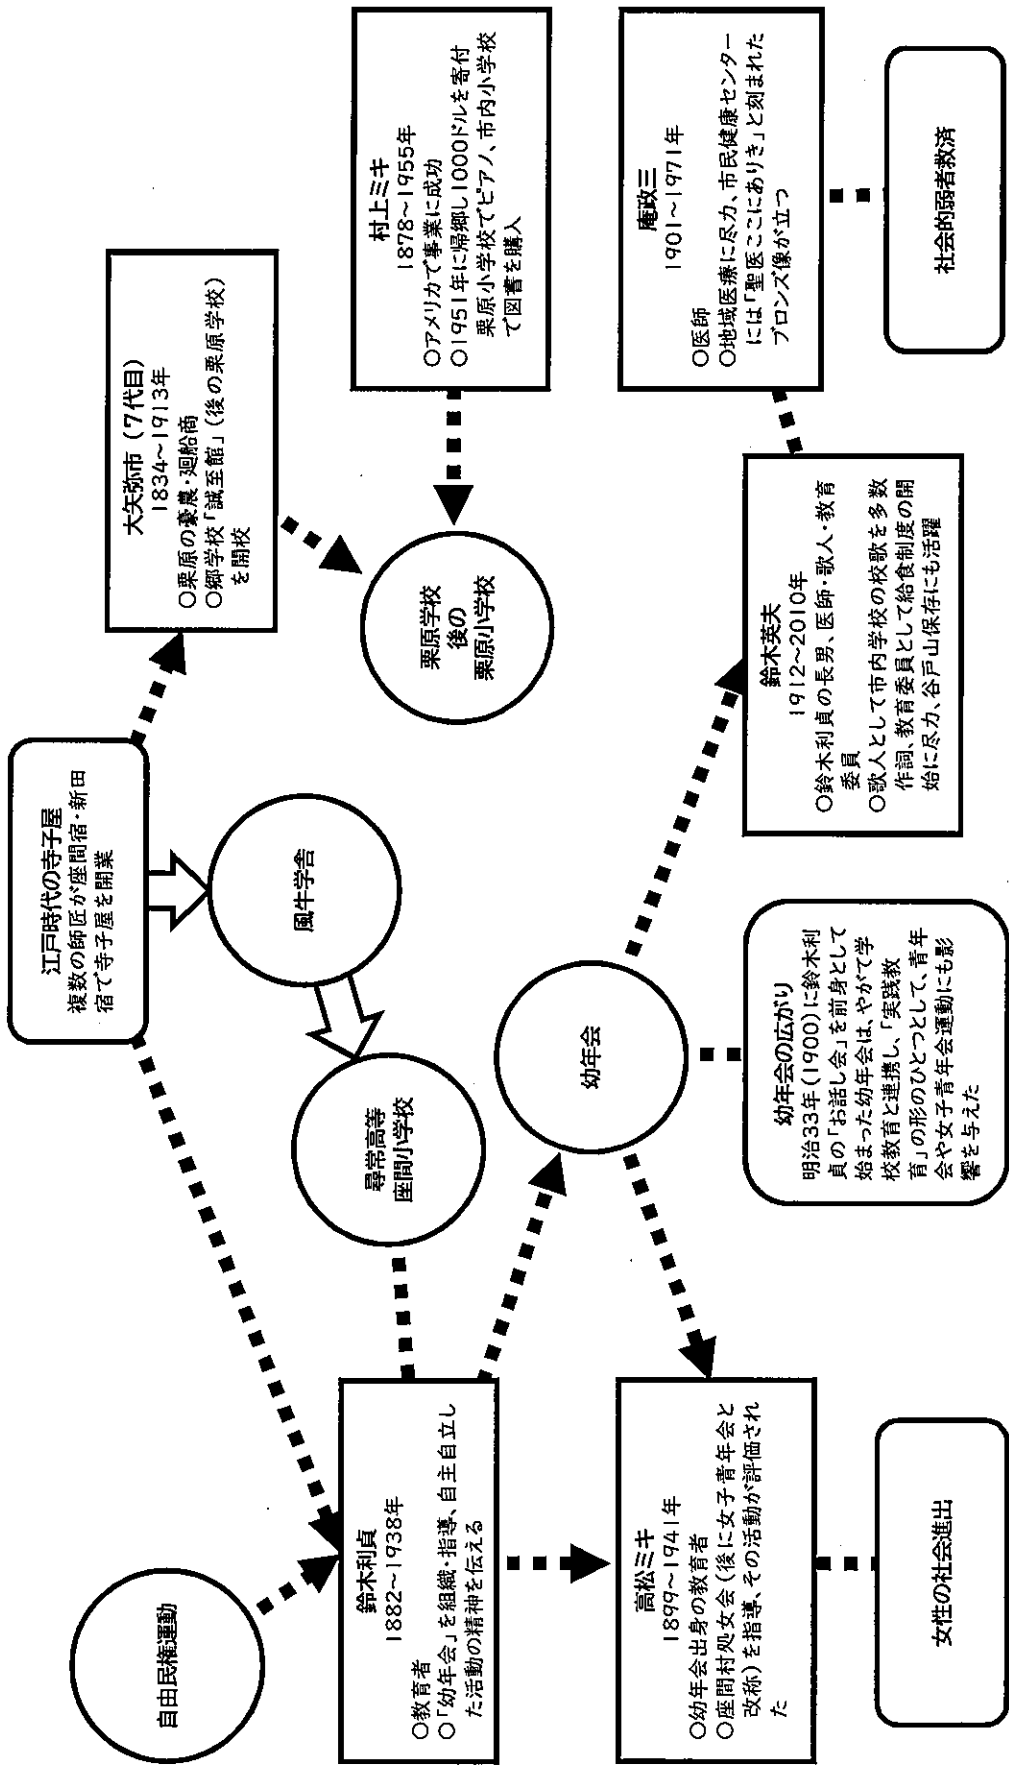 自由民権運動
江戸時代の寺子屋
複数の師匠が座間宿・新田
宿で寺子屋を開業
大矢弥市(7代目)
1834~1913年
○栗原の豪農・廻船商
○郷学校「誠至館」(後の栗原学校)
を開校
風牛学舎
尋常高等
座間小学校
栗原学校
後の
栗原小学校
村上ミキ
1878~1955年
○アメリカで事業に成功
○1951年に帰郷し1000ドルを寄付
栗原小学校でピアノ、市内小学校
で図書を購入
鈴木利貞
1882~1938年
○教育者
○「幼年会」を組織・指導、自主自立し
た活動の精神を伝える
幼年会
高松ミキ
1899~1941年
○幼年会出身の教育者
○座間村処女会(後に女子青年会と
改称)を指導、その活動が評価され
た
幼年会の広がり
明治33年(1900)に鈴木利
貞の「お話し会」を前身として
始まった幼年会は、やがて学
校教育と連携し、「実践教
育」の形のひとつとして、青年
会や女子青年会運動にも影
響を与えた
鈴木英夫
1912~2010年
○鈴木利貞の長男、医師・歌人・教育
委員
○歌人として市内学校の校歌を多数
作詞、教育委員として給食制度の開
始に尽力、谷戸山保存にも活躍
庵政三
1901~1971年
○医師
○地域医療に尽力、市民健康センター
には「聖医ここにありき」と刻まれた
ブロンズ像が立つ
女性の社会進出
社会的弱者救済